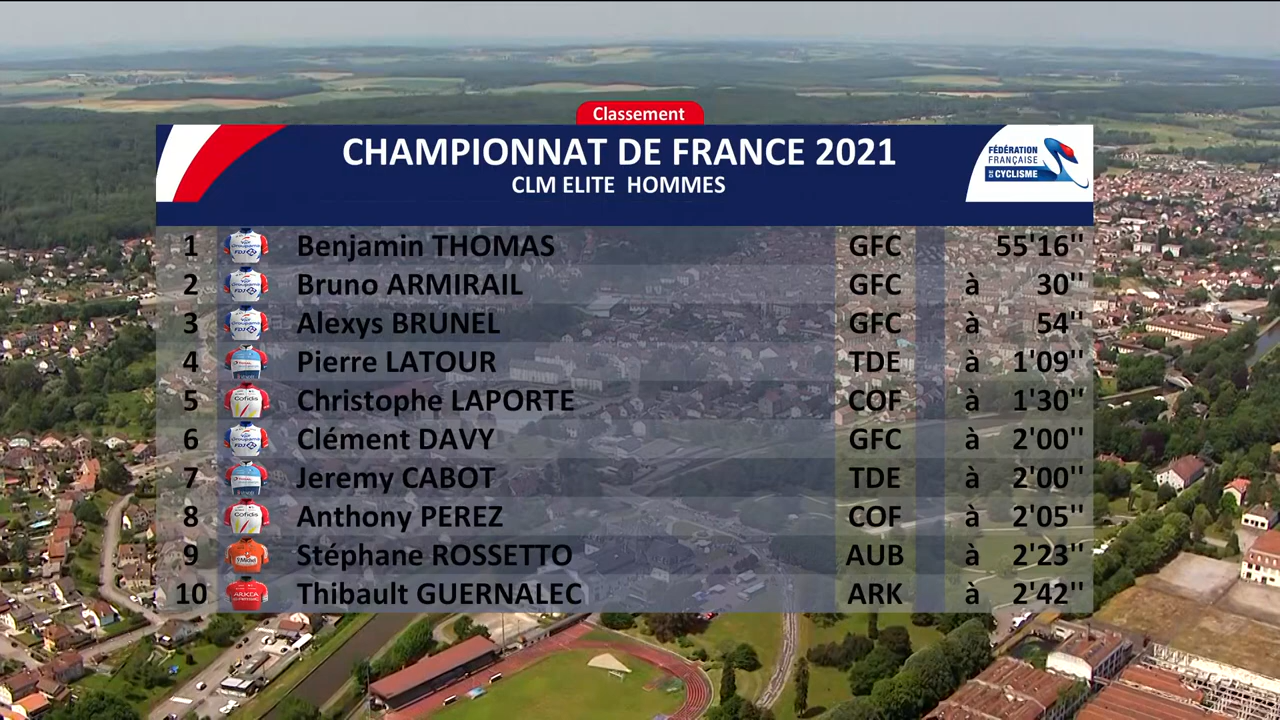 Classement
CHAMPIONNAT DE FRANCE 2021
CLM ELITE HOMMES
FÉDÉRATION
FRANÇAISE
DE CYCLISME
1 Benjamin THOMAS GFC 55'16''
2 Bruno ARMIRAIL GFC à 30''
3 Alexys BRUNEL GFC à 54''
4 Pierre LATOUR TDE à 1'09''
5 Cofidis Christophe LAPORTE COF à 1'30''
6 Clément DAVY GFC à 2'00''
7 Jeremy CABOT TDE à 2'00''
8 Cofidis Anthony PEREZ COF à 2'05''
9 Stéphane ROSSETTO AUB à 2'23''
10 ARKEA Thibault GUERNALEC ARK à 2'42''